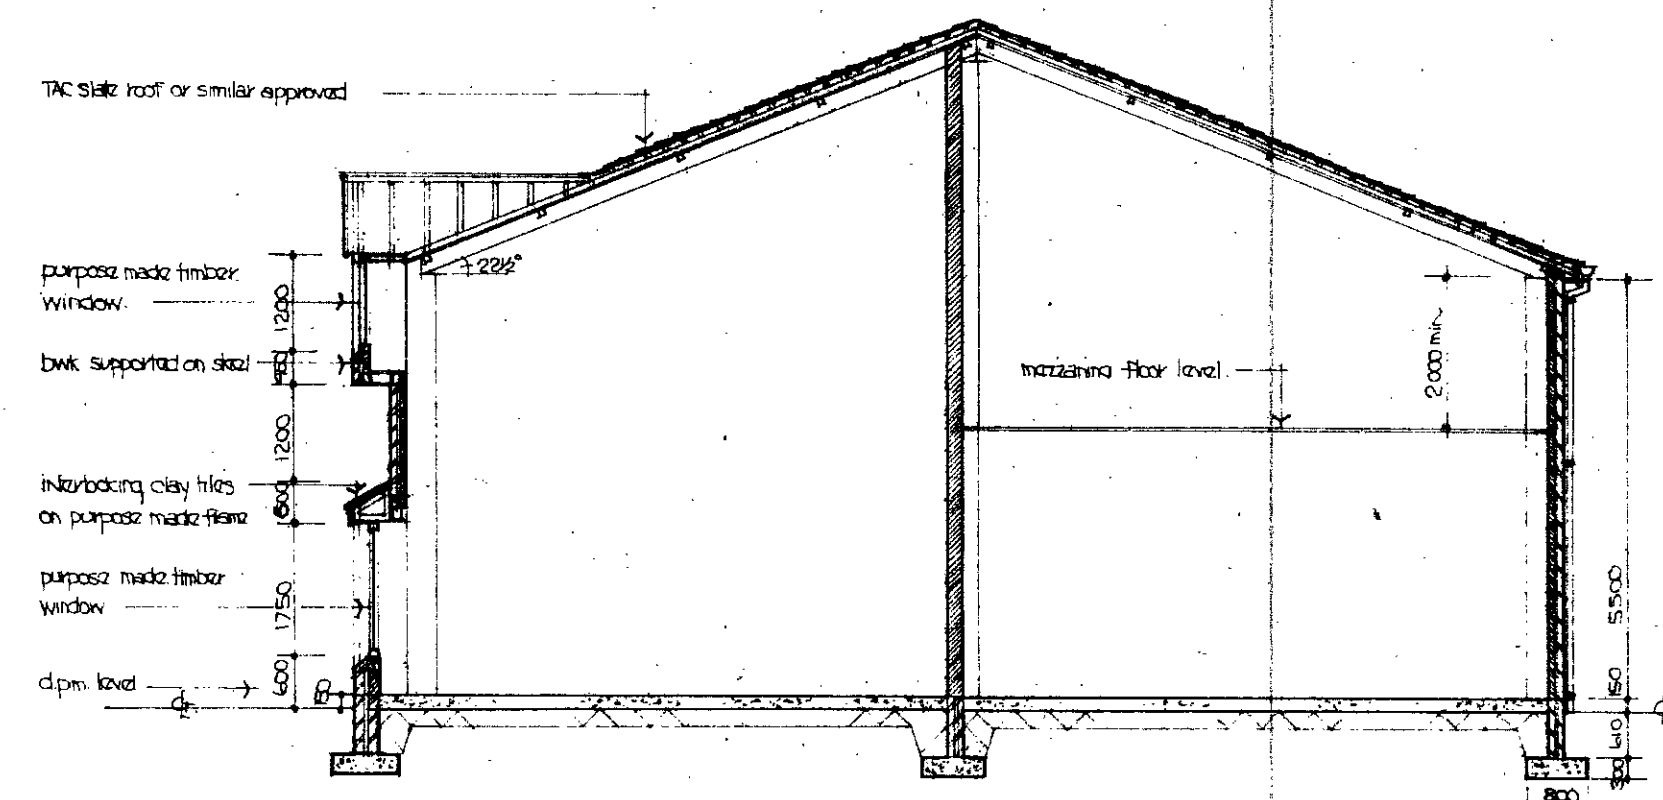 TAC slate roof or similar approved
22½°
purpose made timber
window.
1200
bwk supported on steel
2000 min
mezzanine floor level.
1200
interlocking clay tiles
on purpose made frame
purpose made timber
window
1750
5500
d.p.m. level
600
150
150
610
300
800